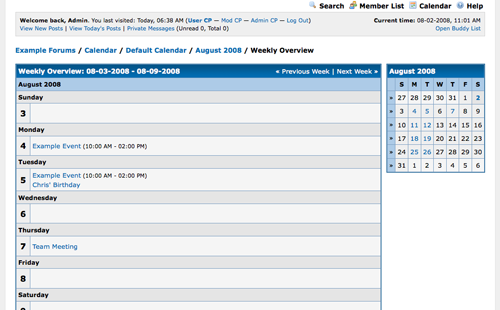 Search Member List Calendar Help
Welcome back, Admin. You last visited: Today, 06:38 AM (User CP — Mod CP — Admin CP — Log Out)
Current time: 08-02-2008, 11:01 AM
View New Posts | View Today's Posts | Private Messages (Unread 0, Total 0)
Open Buddy List
Example Forums / Calendar / Default Calendar / August 2008 / Weekly Overview
Weekly Overview: 08-03-2008 - 08-09-2008
« Previous Week | Next Week »
August 2008
Sunday
3
Monday
4 Example Event (10:00 AM - 02:00 PM)
Tuesday
5 Example Event (10:00 AM - 02:00 PM)
Chris' Birthday
Wednesday
6
Thursday
7 Team Meeting
Friday
8
Saturday
August 2008
S M T W T F S
» 27 28 29 30 31 1 2
» 3 4 5 6 7 8 9
» 10 11 12 13 14 15 16
» 17 18 19 20 21 22 23
» 24 25 26 27 28 29 30
» 31 1 2 3 4 5 6